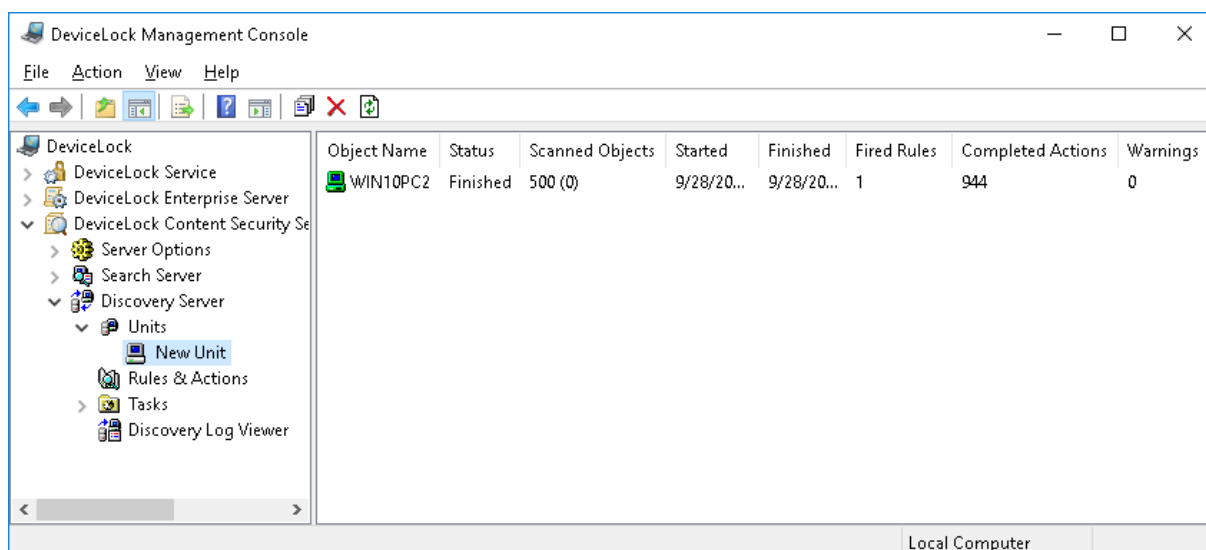 DeviceLock Management Console
File Action View Help
DeviceLock
DeviceLock Service
DeviceLock Enterprise Server
DeviceLock Content Security Se
Server Options
Search Server
Discovery Server
Units
New Unit
Rules & Actions
Tasks
Discovery Log Viewer
Object Name Status Scanned Objects Started Finished Fired Rules Completed Actions Warnings
WIN10PC2 Finished 500 (0) 9/28/20... 9/28/20... 1 944 0
Local Computer